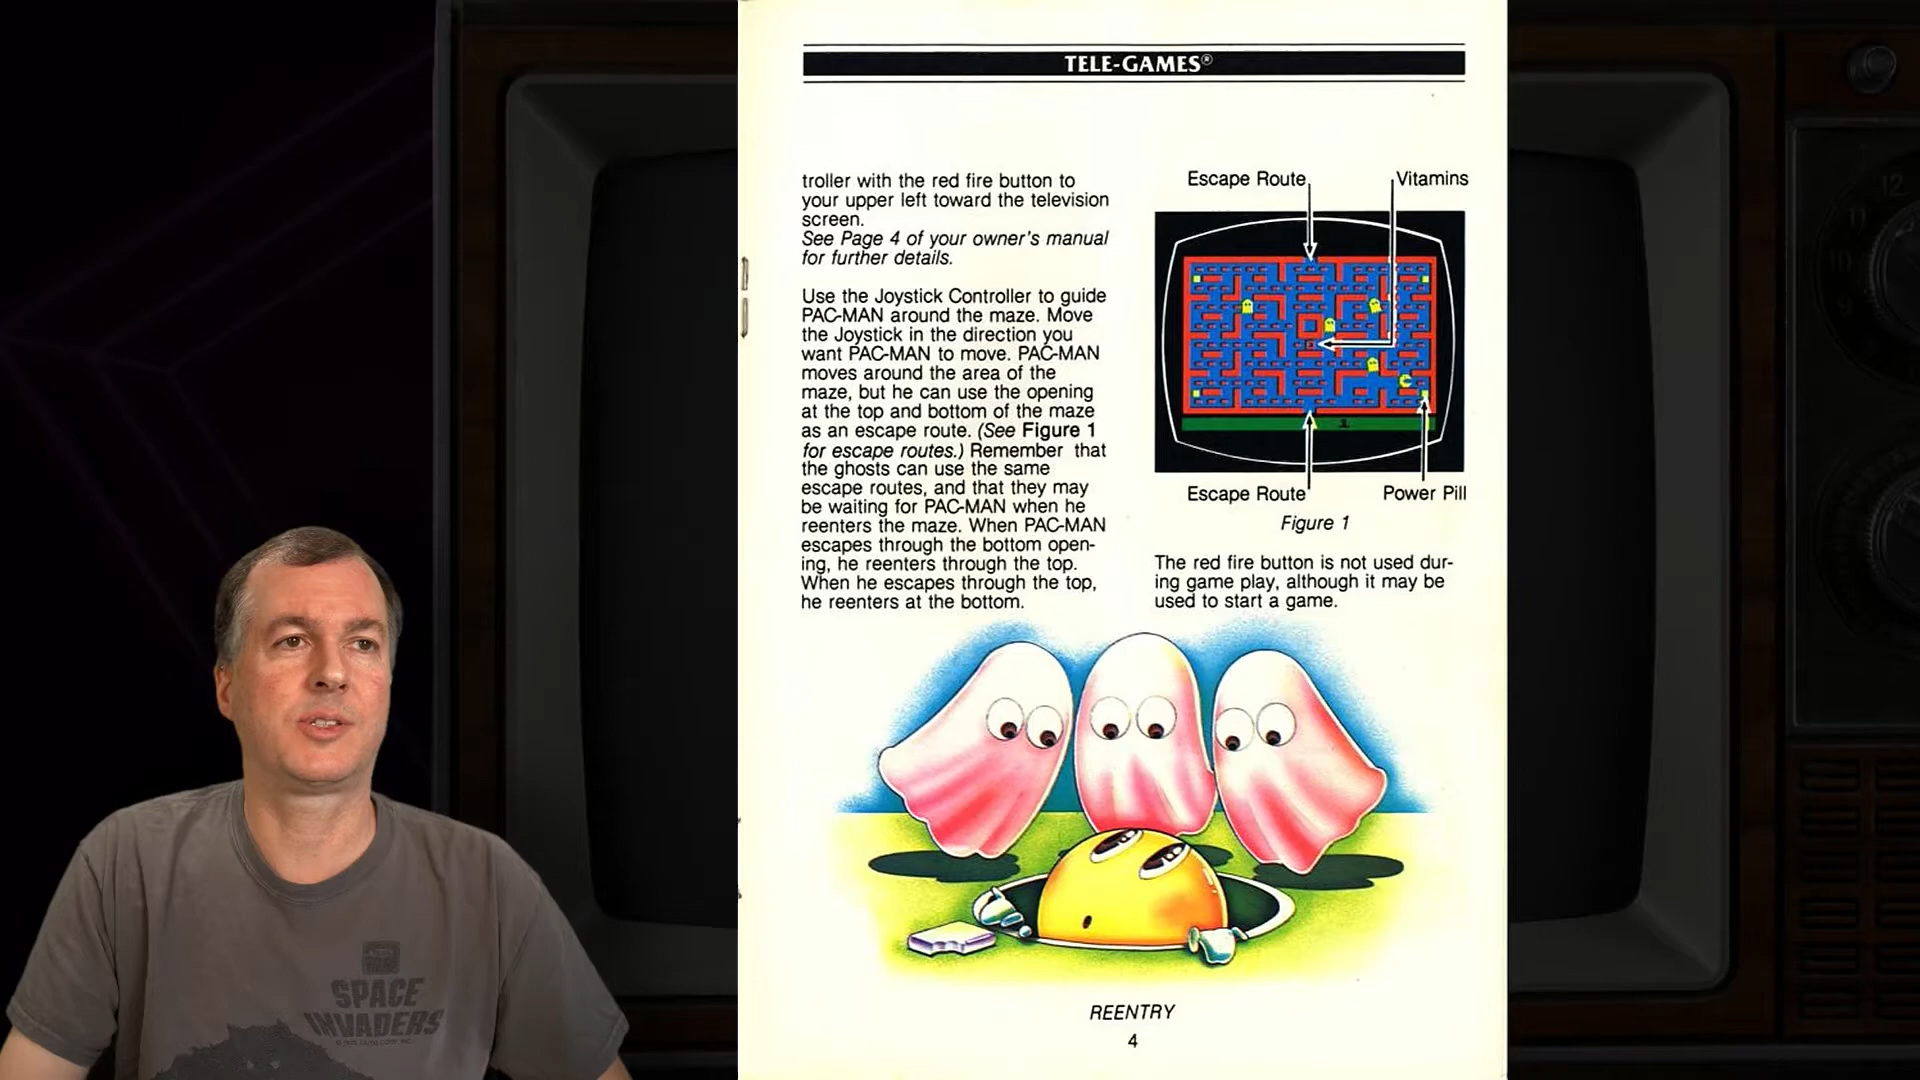 TELE-GAMES®
troller with the red fire button to
your upper left toward the television
screen.
See Page 4 of your owner's manual
for further details.
Use the Joystick Controller to guide
PAC-MAN around the maze. Move
the Joystick in the direction you
want PAC-MAN to move. PAC-MAN
moves around the area of the
maze, but he can use the opening
at the top and bottom of the maze
as an escape route. (See Figure 1
for escape routes.) Remember that
the ghosts can use the same
escape routes, and that they may
be waiting for PAC-MAN when he
reenters the maze. When PAC-MAN
escapes through the bottom open-
ing, he reenters through the top.
When he escapes through the top,
he reenters at the bottom.
Escape Route
Vitamins
Escape Route
Power Pill
Figure 1
The red fire button is not used dur-
ing game play, although it may be
used to start a game.
REENTRY
4
SPACE
INVADERS
12
11
10